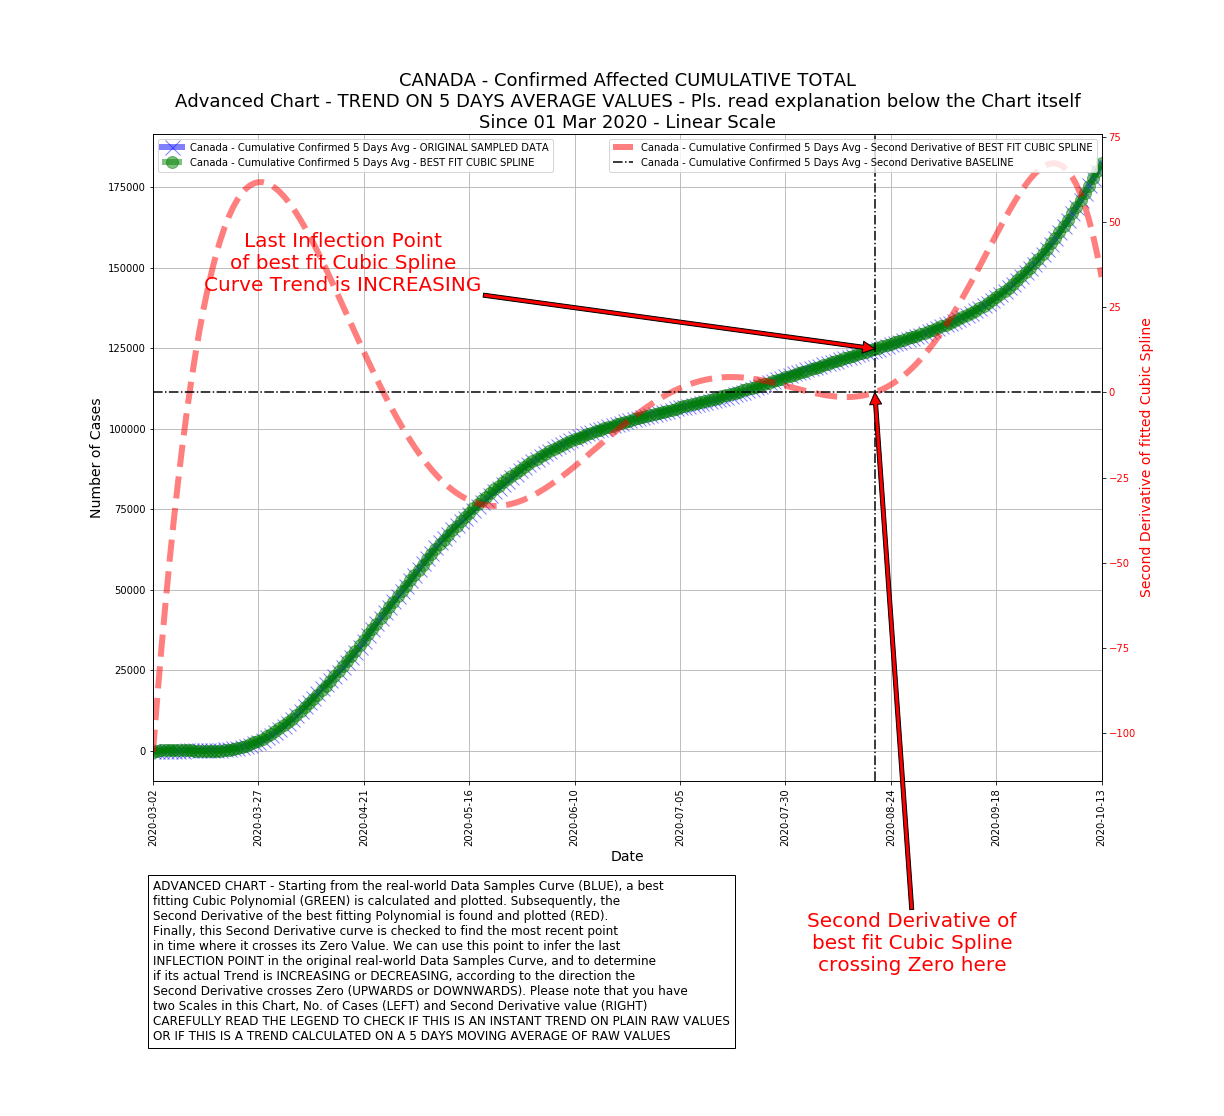 CANADA - Confirmed Affected CUMULATIVE TOTAL
Advanced Chart - TREND ON 5 DAYS AVERAGE VALUES - Pls. read explanation below the Chart itself
Since 01 Mar 2020 - Linear Scale
Canada - Cumulative Confirmed 5 Days Avg - ORIGINAL SAMPLED DATA
Canada - Cumulative Confirmed 5 Days Avg - BEST FIT CUBIC SPLINE
Canada - Cumulative Confirmed 5 Days Avg - Second Derivative of BEST FIT CUBIC SPLINE
Canada - Cumulative Confirmed 5 Days Avg - Second Derivative BASELINE
Last Inflection Point
of best fit Cubic Spline
Curve Trend is INCREASING
Number of Cases
175000
150000
125000
100000
75000
50000
25000
0
75
50
25
0
−25
−50
−75
−100
Second Derivative of fitted Cubic Spline
2020-03-02
2020-03-27
2020-04-21
2020-05-16
2020-06-10
2020-07-05
2020-07-30
2020-08-24
2020-09-18
2020-10-13
Date
Second Derivative of
best fit Cubic Spline
crossing Zero here
ADVANCED CHART - Starting from the real-world Data Samples Curve (BLUE), a best
fitting Cubic Polynomial (GREEN) is calculated and plotted. Subsequently, the
Second Derivative of the best fitting Polynomial is found and plotted (RED).
Finally, this Second Derivative curve is checked to find the most recent point
in time where it crosses its Zero Value. We can use this point to infer the last
INFLECTION POINT in the original real-world Data Samples Curve, and to determine
if its actual Trend is INCREASING or DECREASING, according to the direction the
Second Derivative crosses Zero (UPWARDS or DOWNWARDS). Please note that you have
two Scales in this Chart, No. of Cases (LEFT) and Second Derivative value (RIGHT)
CAREFULLY READ THE LEGEND TO CHECK IF THIS IS AN INSTANT TREND ON PLAIN RAW VALUES
OR IF THIS IS A TREND CALCULATED ON A 5 DAYS MOVING AVERAGE OF RAW VALUES